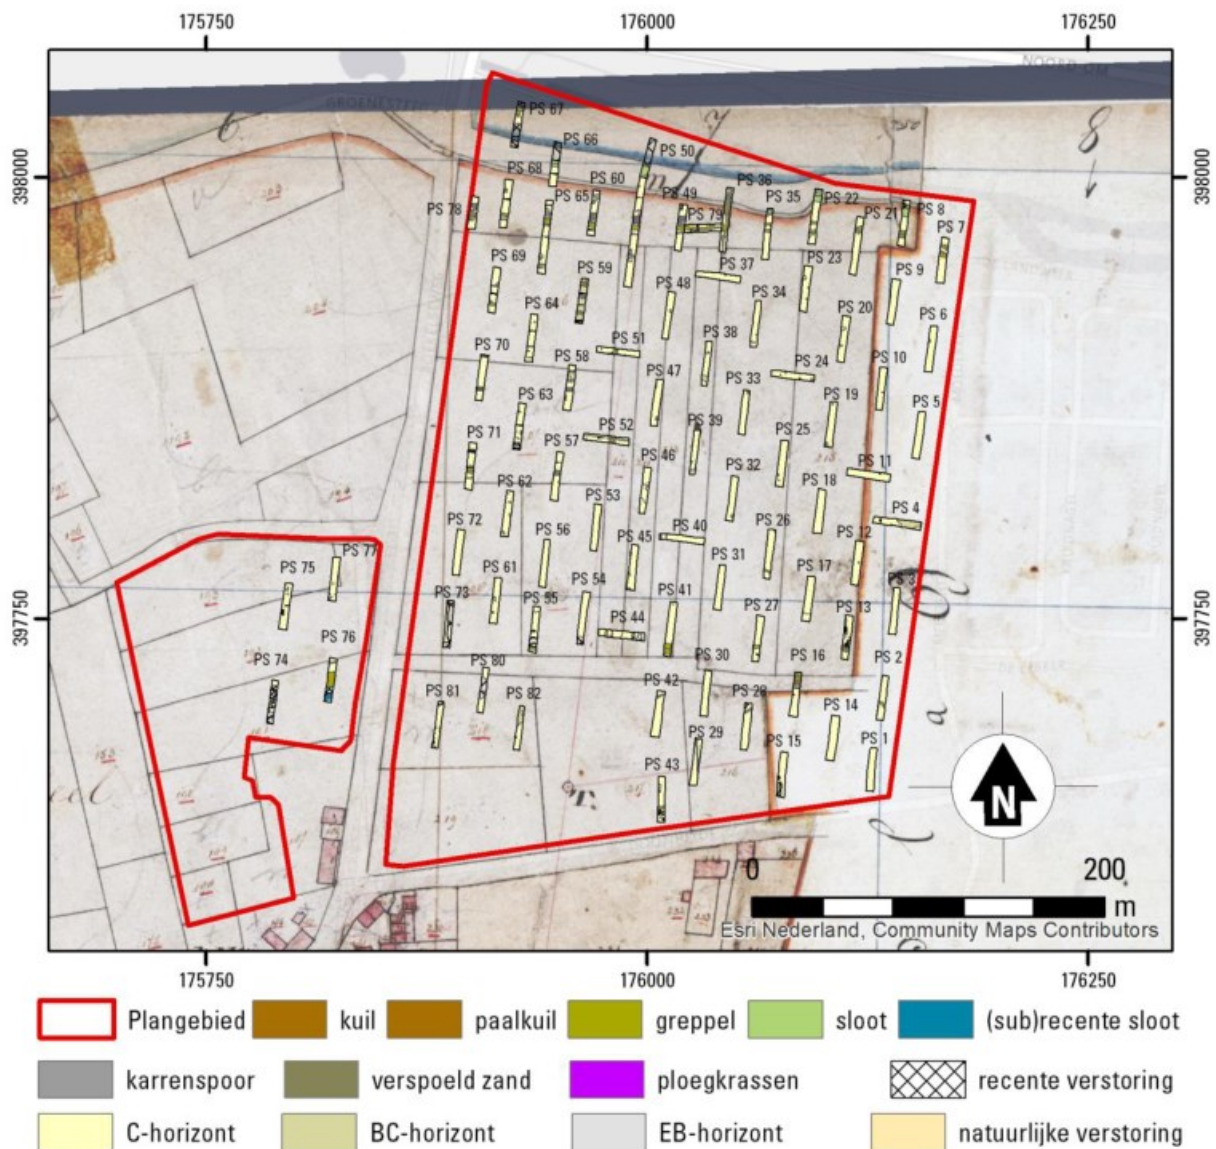 175750 176000 176250
NOORD OM
GROENESTEEG
398000 398000
397750 397750
PS 67
PS 66
PS 50
PS 68 PS 60 PS 36
PS 65 PS 49 PS 35 PS 22 PS 8
PS 78 PS 79 PS 21 PS 7
PS 69 PS 59 PS 37 PS 23 PS 9
PS 48
PS 64 PS 34 PS 20 PS 6
PS 51 PS 38
PS 70 PS 58 PS 24 PS 10
PS 47 PS 33
PS 63 PS 19 PS 5
PS 71 PS 52 PS 39
PS 57 PS 25
PS 46 PS 11
PS 62 PS 32 PS 18
PS 53 PS 4
PS 72 PS 56 PS 45 PS 40 PS 26 PS 12
PS 77
PS 75 PS 61 PS 54 PS 31 PS 17 PS 3
PS 73 PS 55 PS 41 PS 27 PS 13
PS 44
PS 76 PS 80 PS 30 PS 16 PS 2
PS 74 PS 81 PS 82 PS 42 PS 28 PS 14
PS 29 PS 15 PS 1
PS 43
N
0 200
m
Esri Nederland, Community Maps Contributors
175750 176000 176250
Plangebied kuil paalkuil greppel sloot (sub)recente sloot
karrenspoor verspoeld zand ploegkrassen recente verstoring
C-horizont BC-horizont EB-horizont natuurlijke verstoring